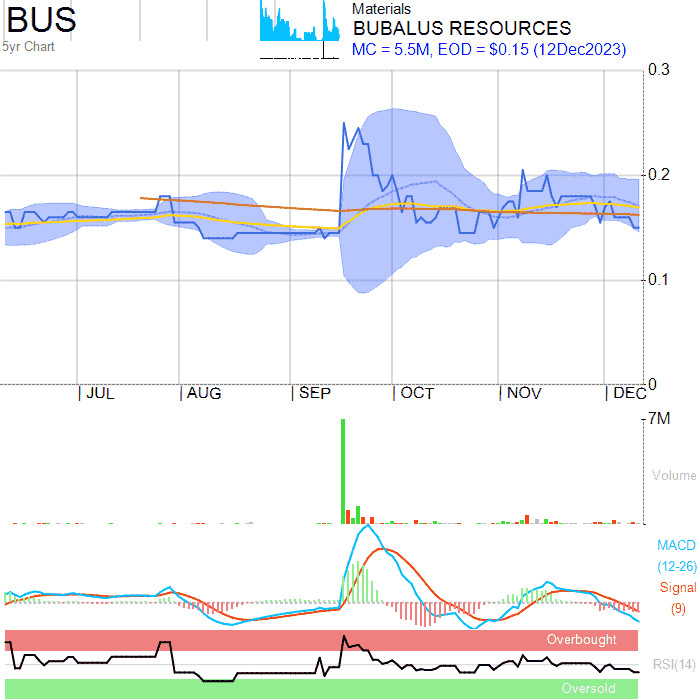 BUS
5yr Chart
Materials
BUBALUS RESOURCES
MC = 5.5M, EOD = $0.15 (12Dec2023)
0.3
0.2
0.1
0
JUL
AUG
SEP
OCT
NOV
DEC
7M
Volume
MACD
(12-26)
Signal
(9)
Overbought
RSI(14)
Oversold